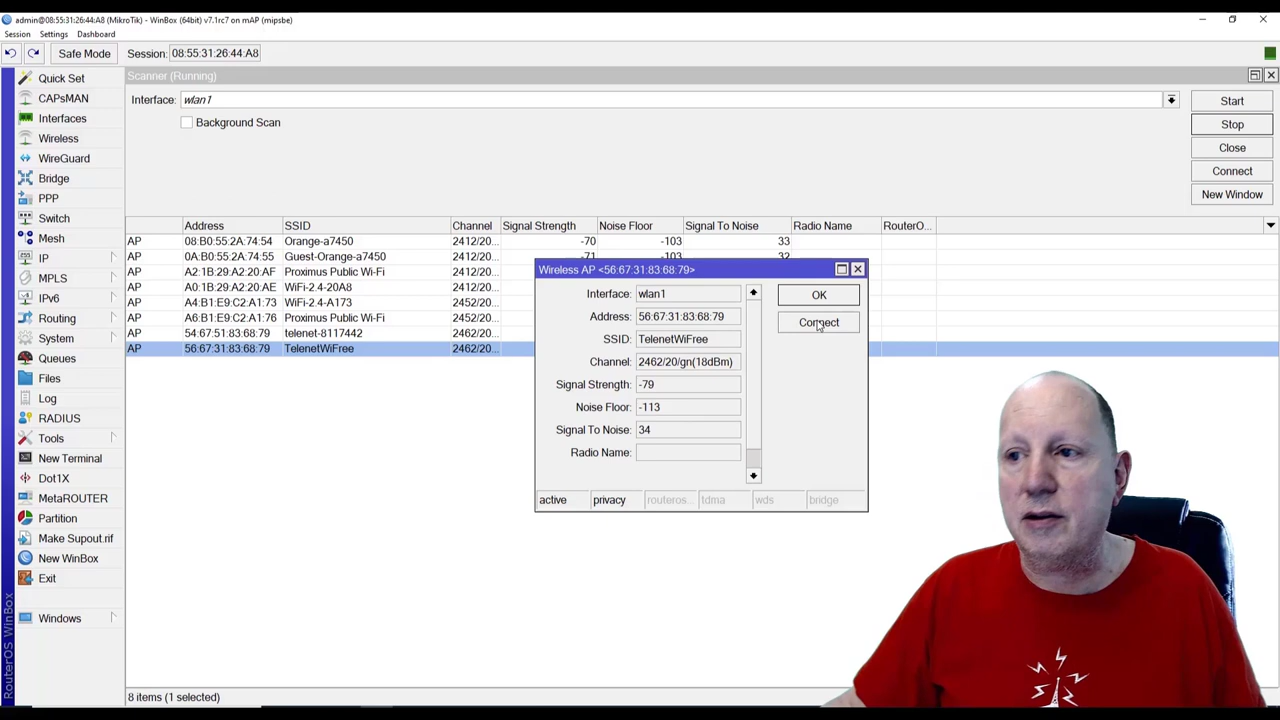 admin@08:55:31:26:44:A8 (MikroTik) - WinBox (64bit) v7.1rc7 on mAP (mipsbe)
Session Settings Dashboard
Safe Mode Session: 08:55:31:26:44:A8
Scanner (Running)
Interface: wlan1
Background Scan
Start
Stop
Close
Connect
New Window
Quick Set
CAPsMAN
Interfaces
Wireless
WireGuard
Bridge
PPP
Switch
Mesh
IP
MPLS
IPv6
Routing
System
Queues
Files
Log
RADIUS
Tools
New Terminal
Dot1X
MetaROUTER
Partition
Make Supout.rif
New WinBox
Exit
Windows
RouterOS WinBox
Address SSID Channel Signal Strength Noise Floor Signal To Noise Radio Name RouterO...
AP 08:B0:55:2A:74:54 Orange-a7450 2412/20... -70 -103 33
AP 0A:B0:55:2A:74:55 Guest-Orange-a7450 2412/20... -71 -103 32
AP A2:1B:29:A2:20:AF Proximus Public Wi-Fi 2412/20...
AP A0:1B:29:A2:20:AE WiFi-2.4-20A8 2412/20...
AP A4:B1:E9:C2:A1:73 WiFi-2.4-A173 2452/20...
AP A6:B1:E9:C2:A1:76 Proximus Public Wi-Fi 2452/20...
AP 54:67:51:83:68:79 telenet-8117442 2462/20...
AP 56:67:31:83:68:79 TelenetWiFree 2462/20...
Wireless AP <56:67:31:83:68:79>
Interface: wlan1
Address: 56:67:31:83:68:79
SSID: TelenetWiFree
Channel: 2462/20/gn(18dBm)
Signal Strength: -79
Noise Floor: -113
Signal To Noise: 34
Radio Name:
OK
Connect
active privacy routeros... tdma wds bridge
8 items (1 selected)